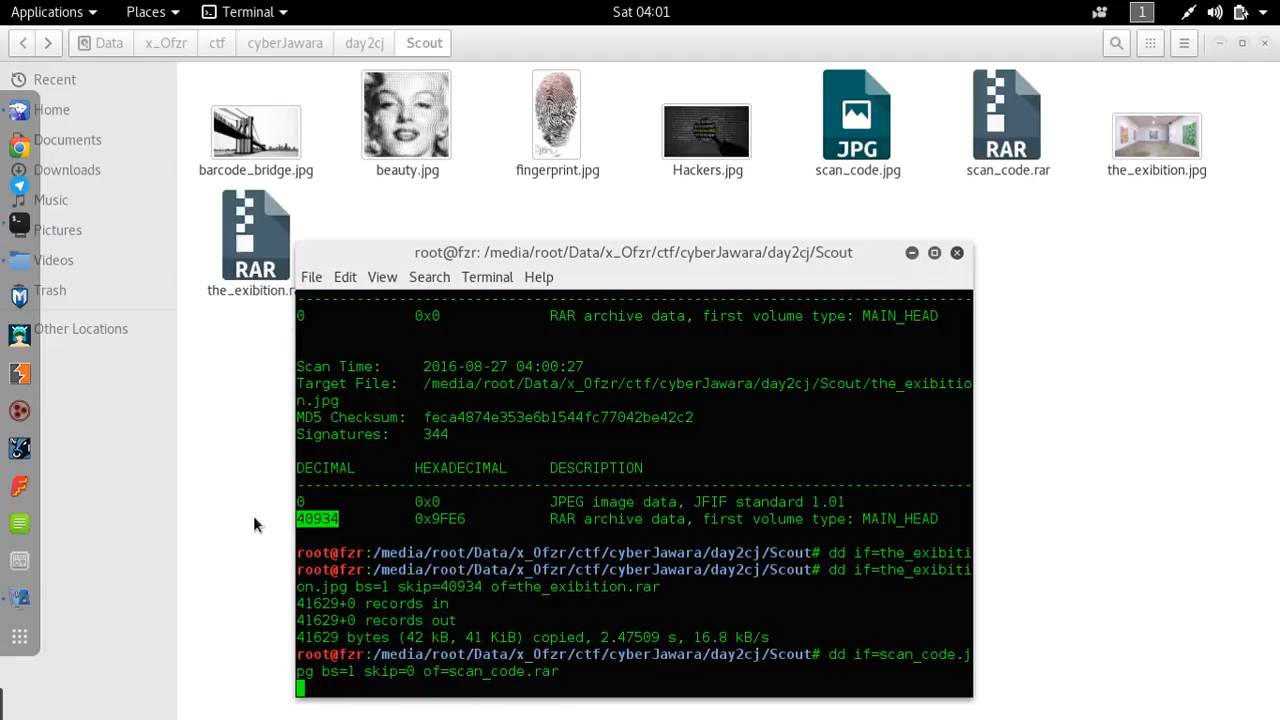 Applications Places Terminal Sat 04:01 1
Data x_Ofzr ctf cyberJawara day2cj Scout
Recent
Home
Documents
Downloads
Music
Pictures
Videos
Trash
Other Locations
barcode_bridge.jpg beauty.jpg fingerprint.jpg Hackers.jpg scan_code.jpg scan_code.rar the_exibition.jpg
JPG
RAR
RAR
the_exibition.r
root@fzr: /media/root/Data/x_Ofzr/ctf/cyberJawara/day2cj/Scout
File Edit View Search Terminal Help
--------------------------------------------------------------------------------
0 0x0 RAR archive data, first volume type: MAIN_HEAD
Scan Time: 2016-08-27 04:00:27
Target File: /media/root/Data/x_Ofzr/ctf/cyberJawara/day2cj/Scout/the_exibitio
n.jpg
MD5 Checksum: feca4874e353e6b1544fc77042be42c2
Signatures: 344
DECIMAL HEXADECIMAL DESCRIPTION
--------------------------------------------------------------------------------
0 0x0 JPEG image data, JFIF standard 1.01
40934 0x9FE6 RAR archive data, first volume type: MAIN_HEAD
root@fzr:/media/root/Data/x_Ofzr/ctf/cyberJawara/day2cj/Scout# dd if=the_exibiti
root@fzr:/media/root/Data/x_Ofzr/ctf/cyberJawara/day2cj/Scout# dd if=the_exibiti
on.jpg bs=1 skip=40934 of=the_exibition.rar
41629+0 records in
41629+0 records out
41629 bytes (42 kB, 41 KiB) copied, 2.47509 s, 16.8 kB/s
root@fzr:/media/root/Data/x_Ofzr/ctf/cyberJawara/day2cj/Scout# dd if=scan_code.j
pg bs=1 skip=0 of=scan_code.rar